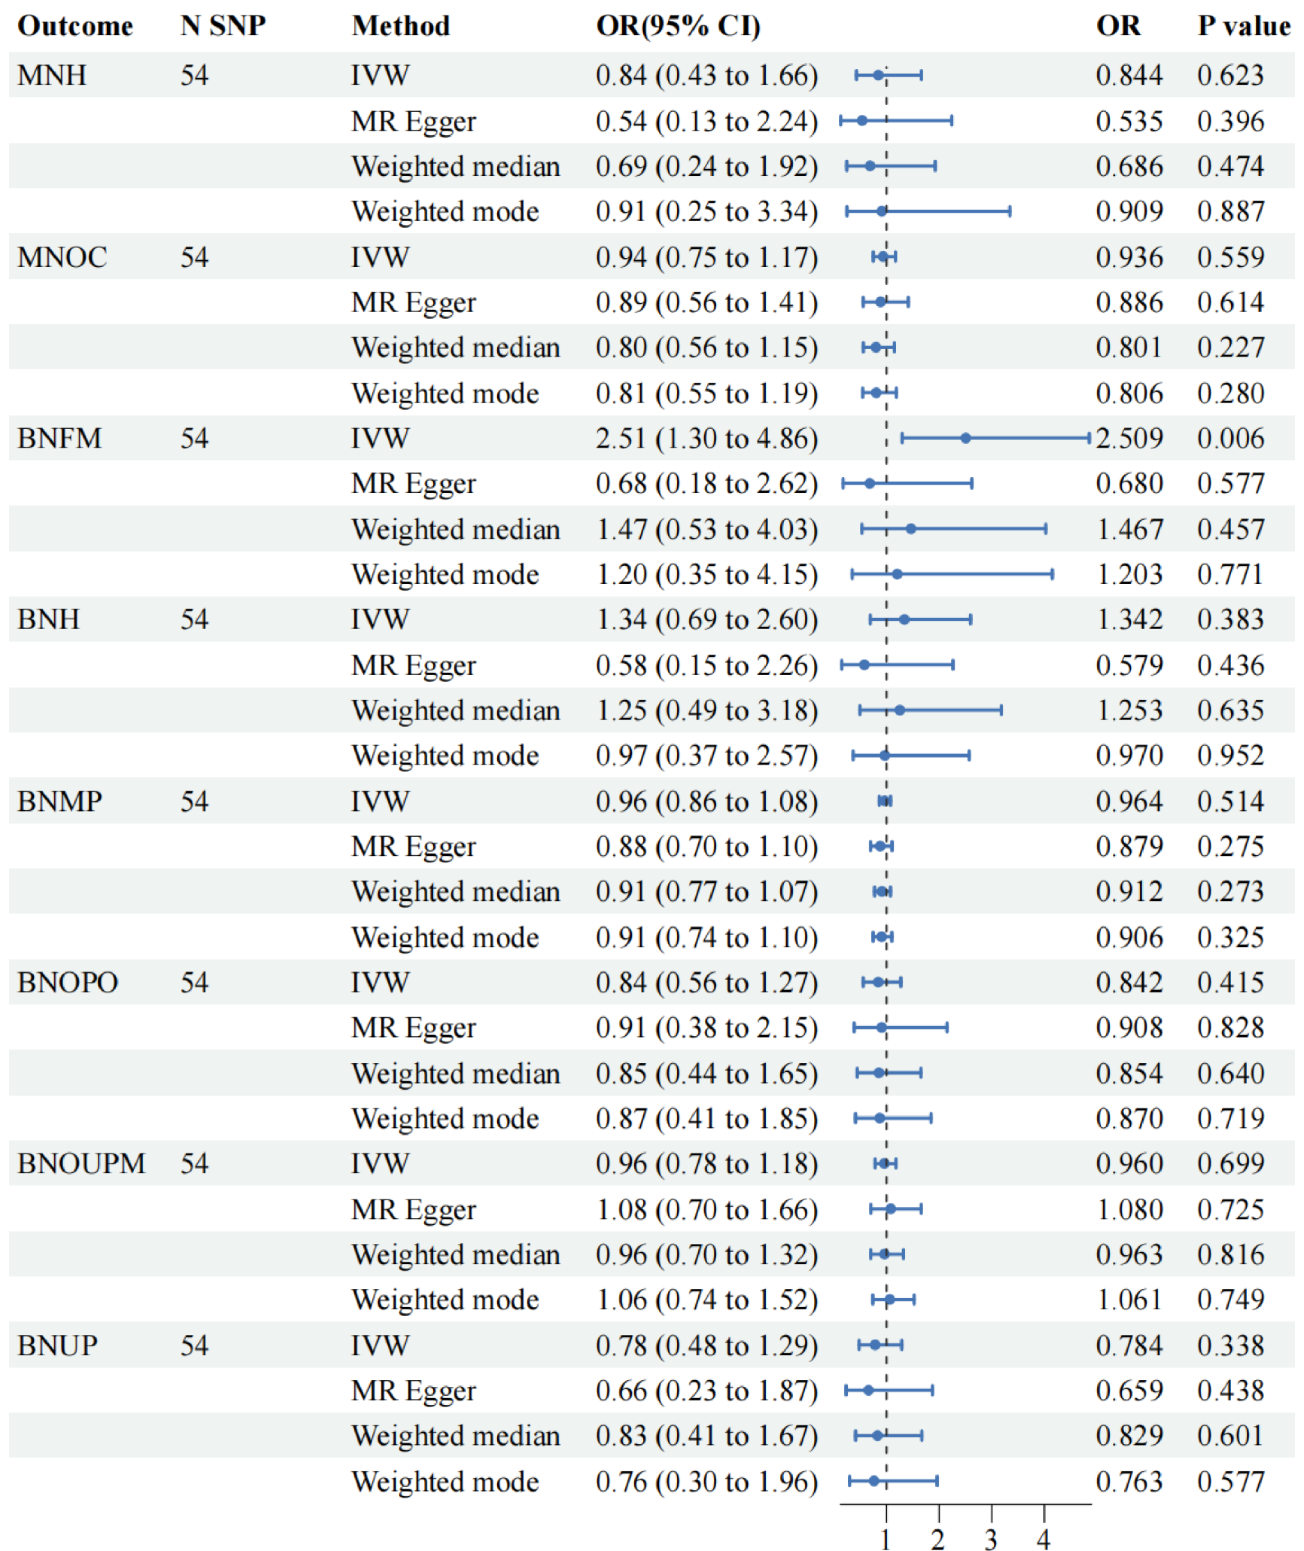 Outcome N SNP Method OR(95% CI) OR P value
MNH 54 IVW 0.84 (0.43 to 1.66) 0.844 0.623
MR Egger 0.54 (0.13 to 2.24) 0.535 0.396
Weighted median 0.69 (0.24 to 1.92) 0.686 0.474
Weighted mode 0.91 (0.25 to 3.34) 0.909 0.887
MNOC 54 IVW 0.94 (0.75 to 1.17) 0.936 0.559
MR Egger 0.89 (0.56 to 1.41) 0.886 0.614
Weighted median 0.80 (0.56 to 1.15) 0.801 0.227
Weighted mode 0.81 (0.55 to 1.19) 0.806 0.280
BNFM 54 IVW 2.51 (1.30 to 4.86) 2.509 0.006
MR Egger 0.68 (0.18 to 2.62) 0.680 0.577
Weighted median 1.47 (0.53 to 4.03) 1.467 0.457
Weighted mode 1.20 (0.35 to 4.15) 1.203 0.771
BNH 54 IVW 1.34 (0.69 to 2.60) 1.342 0.383
MR Egger 0.58 (0.15 to 2.26) 0.579 0.436
Weighted median 1.25 (0.49 to 3.18) 1.253 0.635
Weighted mode 0.97 (0.37 to 2.57) 0.970 0.952
BNMP 54 IVW 0.96 (0.86 to 1.08) 0.964 0.514
MR Egger 0.88 (0.70 to 1.10) 0.879 0.275
Weighted median 0.91 (0.77 to 1.07) 0.912 0.273
Weighted mode 0.91 (0.74 to 1.10) 0.906 0.325
BNOPO 54 IVW 0.84 (0.56 to 1.27) 0.842 0.415
MR Egger 0.91 (0.38 to 2.15) 0.908 0.828
Weighted median 0.85 (0.44 to 1.65) 0.854 0.640
Weighted mode 0.87 (0.41 to 1.85) 0.870 0.719
BNOUPM 54 IVW 0.96 (0.78 to 1.18) 0.960 0.699
MR Egger 1.08 (0.70 to 1.66) 1.080 0.725
Weighted median 0.96 (0.70 to 1.32) 0.963 0.816
Weighted mode 1.06 (0.74 to 1.52) 1.061 0.749
BNUP 54 IVW 0.78 (0.48 to 1.29) 0.784 0.338
MR Egger 0.66 (0.23 to 1.87) 0.659 0.438
Weighted median 0.83 (0.41 to 1.67) 0.829 0.601
Weighted mode 0.76 (0.30 to 1.96) 0.763 0.577
1 2 3 4